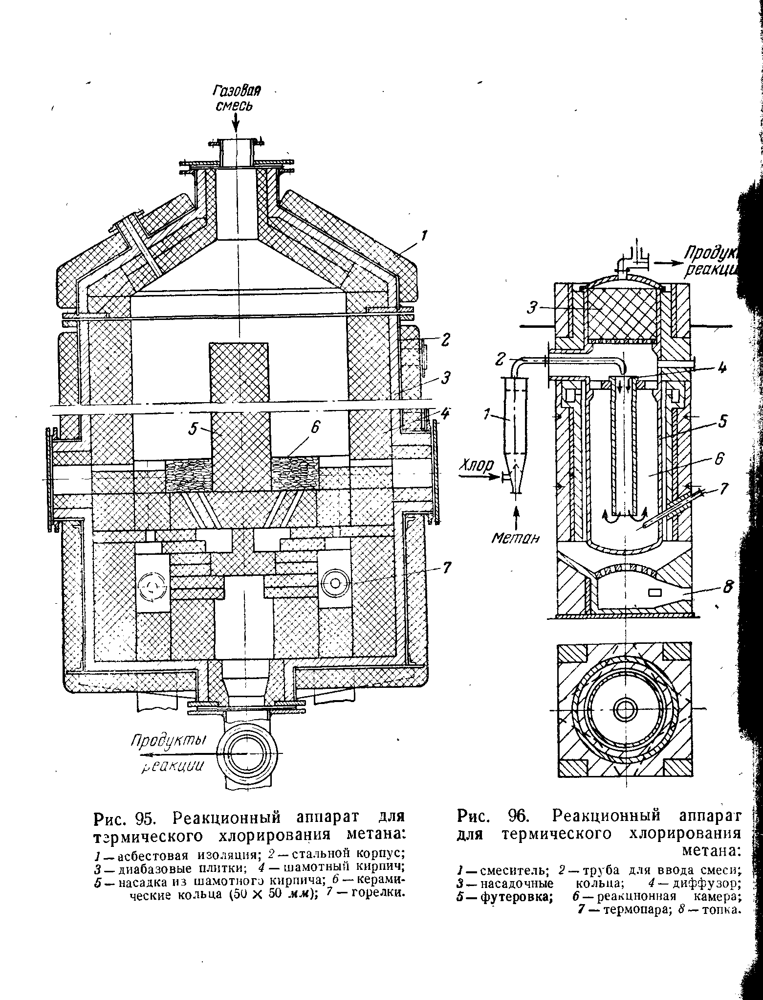 Газовая
смесь
1
2
3
4
5
6
7
Продукты
реакции
Рис. 95. Реакционный аппарат для
термического хлорирования метана:
1 — асбестовая изоляция; 2 — стальной корпус;
3 — диабазовые плитки; 4 — шамотный кирпич;
5 — насадка из шамотного кирпича; 6 — керами-
ческие кольца (50 × 50 мм); 7 — горелки.
Продук
реакци
3
2
4
1
5
Хлор
6
7
Метан
8
Рис. 96. Реакционный аппарат
для термического хлорирования
метана:
1 — смеситель; 2 — труба для ввода смеси;
3 — насадочные кольца; 4 — диффузор;
5 — футеровка; 6 — реакционная камера;
7 — термопара; 8 — топка.